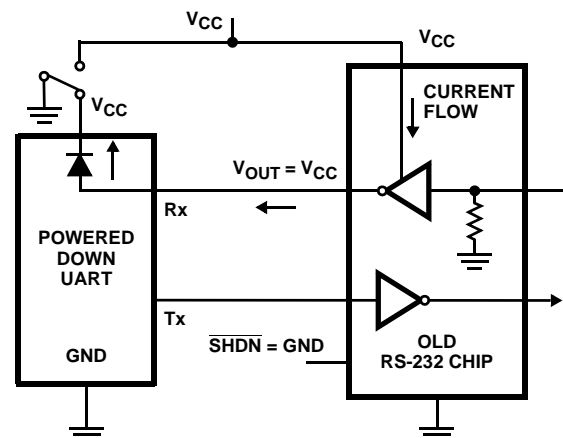 VCC
VCC
VCC
CURRENT
FLOW
VOUT = VCC
Rx
POWERED
DOWN
UART
Tx
GND
SHDN = GND
OLD
RS-232 CHIP